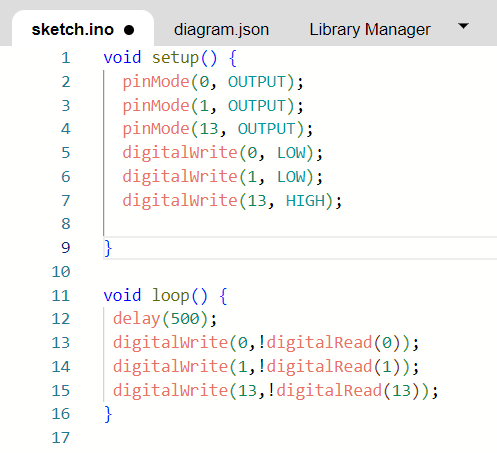 sketch.ino ● diagram.json Library Manager
1 void setup() {
2   pinMode(0, OUTPUT);
3   pinMode(1, OUTPUT);
4   pinMode(13, OUTPUT);
5   digitalWrite(0, LOW);
6   digitalWrite(1, LOW);
7   digitalWrite(13, HIGH);
8
9 }
10
11 void loop() {
12  delay(500);
13  digitalWrite(0,!digitalRead(0));
14  digitalWrite(1,!digitalRead(1));
15  digitalWrite(13,!digitalRead(13));
16 }
17